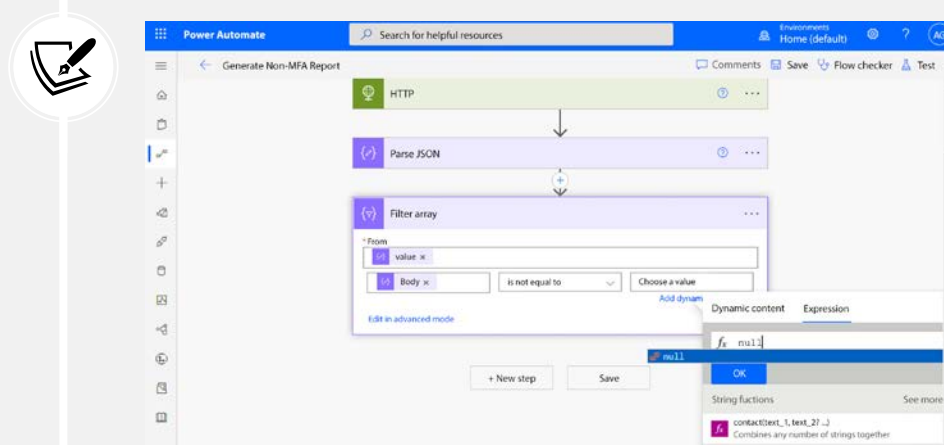 Power Automate
Search for helpful resources
Environments
Home (default)
?
AG
Generate Non-MFA Report
Comments
Save
Flow checker
Test
HTTP
Parse JSON
Filter array
* From
value ×
Body ×
is not equal to
Choose a value
Add dynam
Edit in advanced mode
Dynamic content
Expression
fx null
null
OK
+ New step
Save
String fuctions
See more
fx
contact(text_1, text_2? ...)
Combines any number of strings together